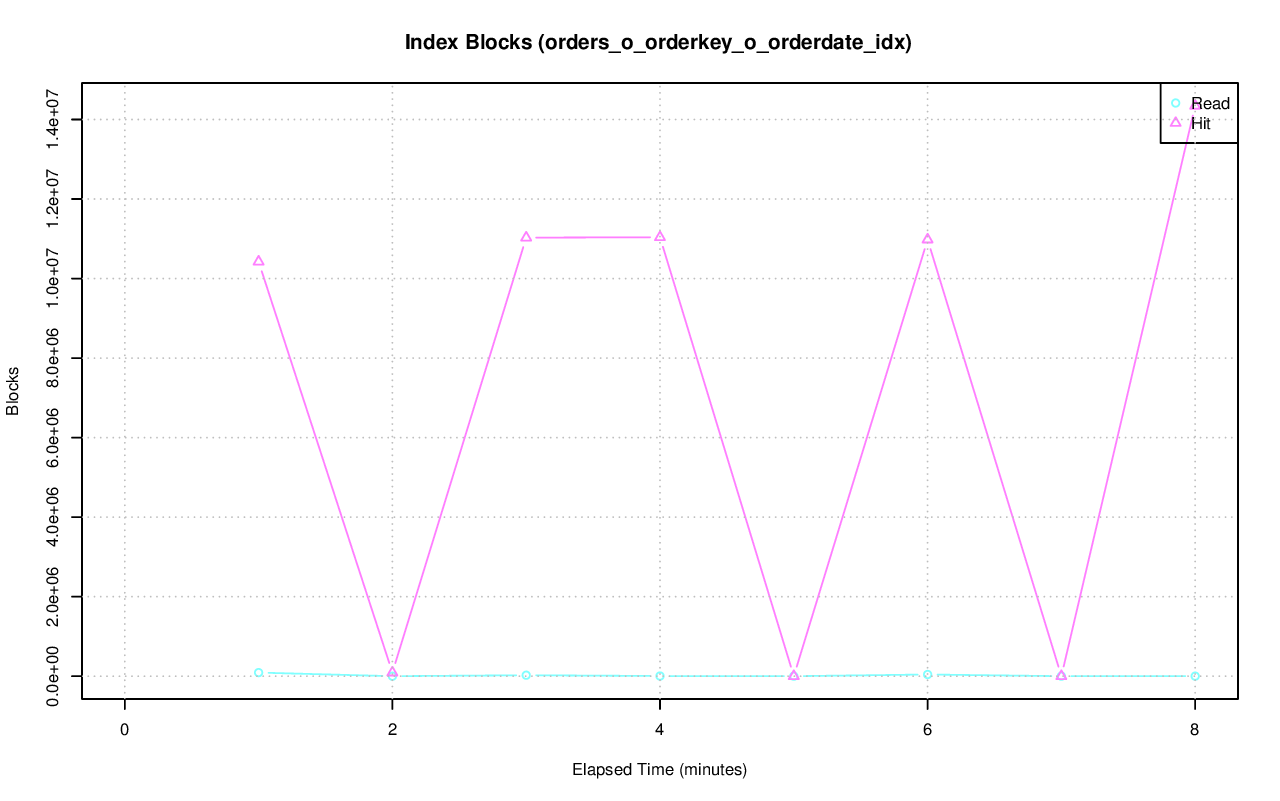 Index Blocks (orders_o_orderkey_o_orderdate_idx)
Read
Hit
1.4e+07
1.2e+07
1.0e+07
8.0e+06
6.0e+06
4.0e+06
2.0e+06
0.0e+00
Blocks
0 2 4 6 8
Elapsed Time (minutes)